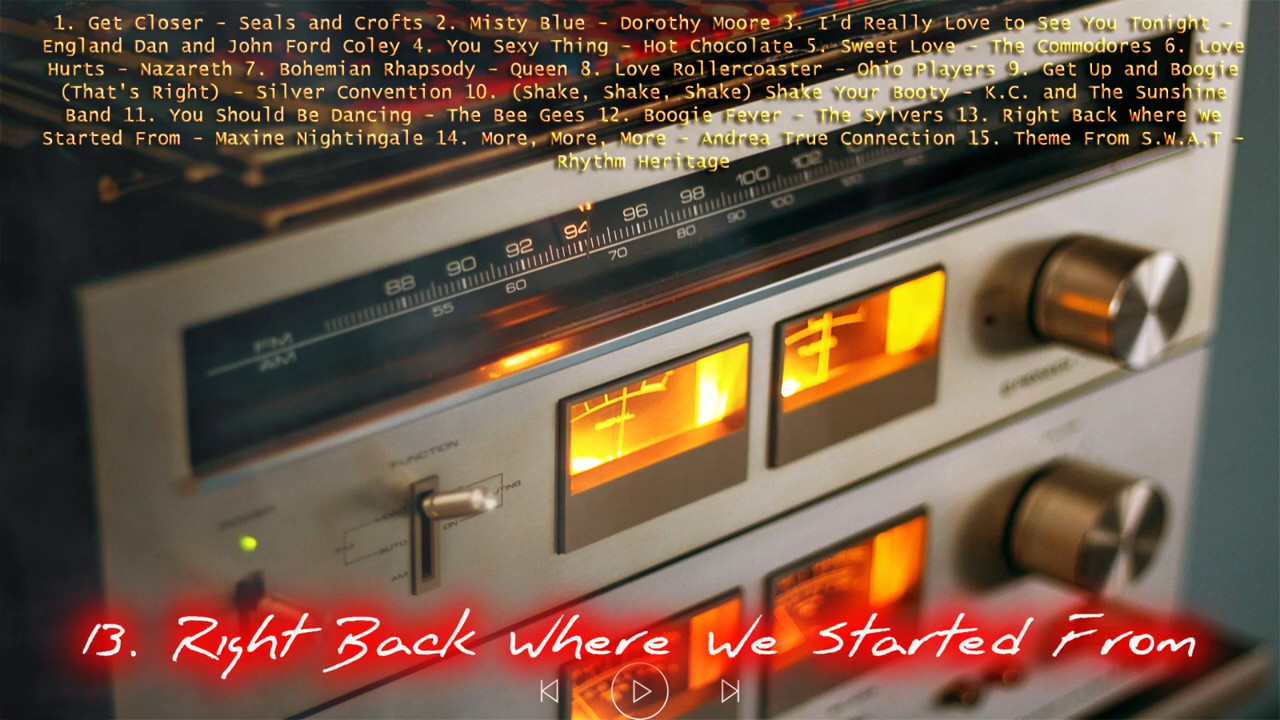 1. Get Closer - Seals and Crofts 2. Misty Blue - Dorothy Moore 3. I'd Really Love to See You Tonight -
England Dan and John Ford Coley 4. You Sexy Thing - Hot Chocolate 5. Sweet Love - The Commodores 6. Love
Hurts - Nazareth 7. Bohemian Rhapsody - Queen 8. Love Rollercoaster - Ohio Players 9. Get Up and Boogie
(That's Right) - Silver Convention 10. (Shake, Shake, Shake) Shake Your Booty - K.C. and The Sunshine
Band 11. You Should Be Dancing - The Bee Gees 12. Boogie Fever - The Sylvers 13. Right Back Where We
Started From - Maxine Nightingale 14. More, More, More - Andrea True Connection 15. Theme From S.W.A.T -
Rhythm Heritage
88 90 92 94 96 98 100 102
55 60 70 80 90 100
FM
AM
FUNCTION
ON
AUTO
AM
13. Right Back Where We Started From